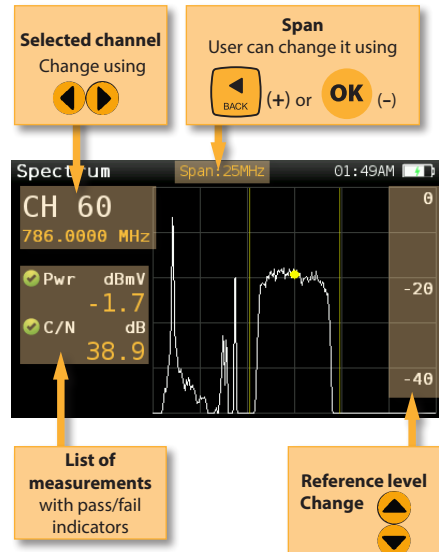 Selected channel
Change using
Span
User can change it using
BACK
(+) or
OK
(–)
Spectrum
Span:25MHz
01:49AM
CH 60
786.0000 MHz
Pwr dBmV
-1.7
C/N dB
38.9
0
-20
-40
List of
measurements
with pass/fail
indicators
Reference level
Change